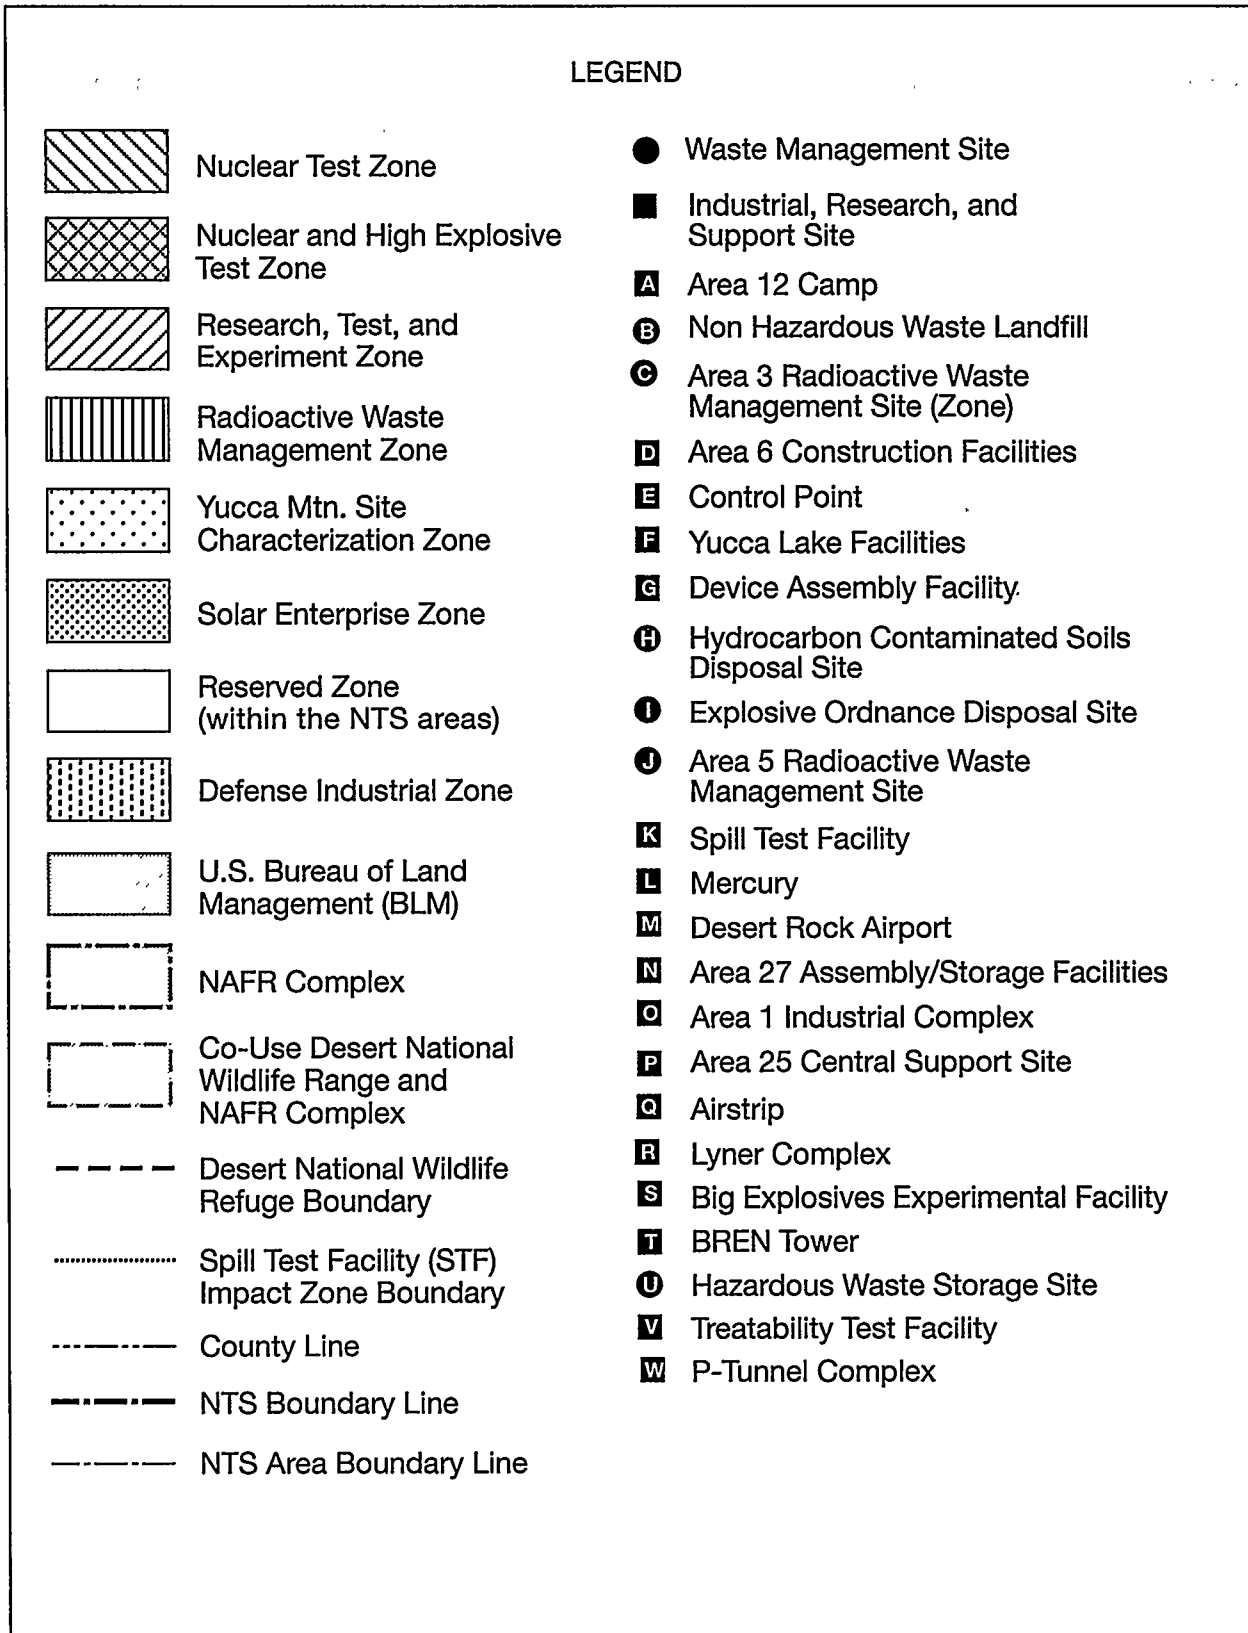 LEGEND
Nuclear Test Zone
Nuclear and High Explosive
Test Zone
Research, Test, and
Experiment Zone
Radioactive Waste
Management Zone
Yucca Mtn. Site
Characterization Zone
Solar Enterprise Zone
Reserved Zone
(within the NTS areas)
Defense Industrial Zone
U.S. Bureau of Land
Management (BLM)
NAFR Complex
Co-Use Desert National
Wildlife Range and
NAFR Complex
Desert National Wildlife
Refuge Boundary
Spill Test Facility (STF)
Impact Zone Boundary
County Line
NTS Boundary Line
NTS Area Boundary Line
Waste Management Site
Industrial, Research, and
Support Site
A Area 12 Camp
B Non Hazardous Waste Landfill
C Area 3 Radioactive Waste
Management Site (Zone)
D Area 6 Construction Facilities
E Control Point
F Yucca Lake Facilities
G Device Assembly Facility
H Hydrocarbon Contaminated Soils
Disposal Site
I Explosive Ordnance Disposal Site
J Area 5 Radioactive Waste
Management Site
K Spill Test Facility
L Mercury
M Desert Rock Airport
N Area 27 Assembly/Storage Facilities
O Area 1 Industrial Complex
P Area 25 Central Support Site
Q Airstrip
R Lyner Complex
S Big Explosives Experimental Facility
T BREN Tower
U Hazardous Waste Storage Site
V Treatability Test Facility
W P-Tunnel Complex